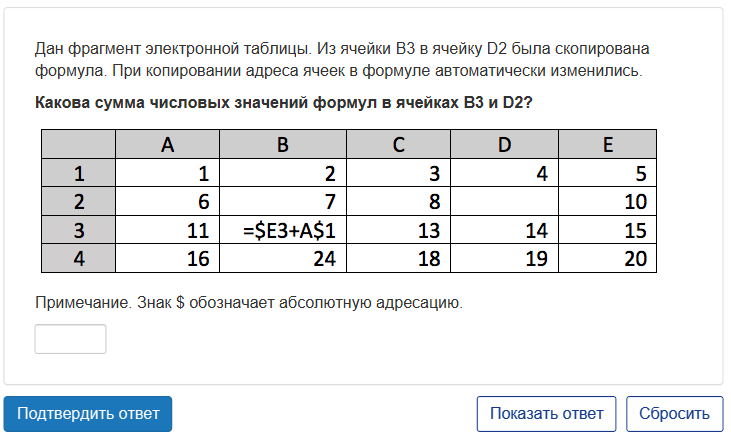 Дан фрагмент электронной таблицы. Из ячейки B3 в ячейку D2 была скопирована
формула. При копировании адреса ячеек в формуле автоматически изменились.
Какова сумма числовых значений формул в ячейках B3 и D2?
A B C D E
1 1 2 3 4 5
2 6 7 8 10
3 11 =$E3+A$1 13 14 15
4 16 24 18 19 20
Примечание. Знак $ обозначает абсолютную адресацию.
Подтвердить ответ Показать ответ Сбросить